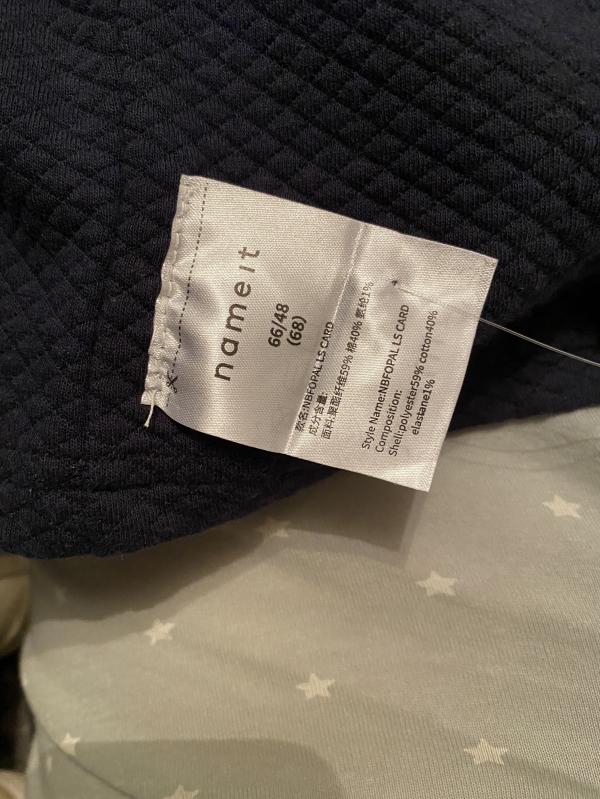 name it
66/48
(68)
款名:NBFOPAL LS CARD
成分含量:
面料:聚酯纤维59% 棉40% 氨纶1%
Style Name:NBFOPAL LS CARD
Composition:
Shell:polyester59% cotton40%
elastane1%